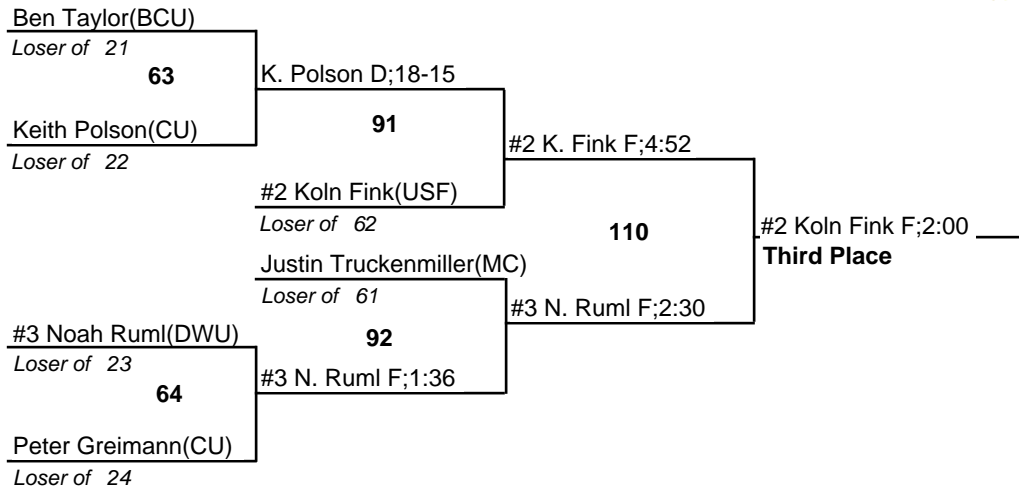 Ben Taylor(BCU)
Loser of 21
63
K. Polson D;18-15
Keith Polson(CU)
Loser of 22
91
#2 K. Fink F;4:52
#2 Koln Fink(USF)
Loser of 62
110
#2 Koln Fink F;2:00
Third Place
Justin Truckenmiller(MC)
Loser of 61
#3 N. Ruml F;2:30
92
#3 Noah Ruml(DWU)
Loser of 23
64
#3 N. Ruml F;1:36
Peter Greimann(CU)
Loser of 24